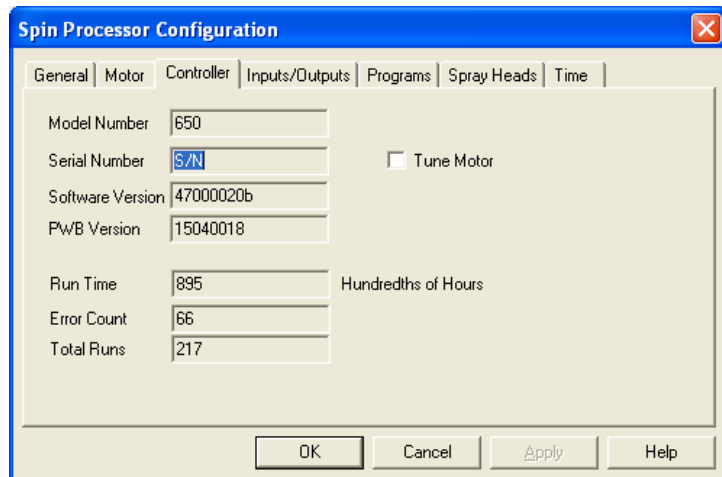 Spin Processor Configuration
General Motor Controller Inputs/Outputs Programs Spray Heads Time
Model Number 650
Serial Number S/N Tune Motor
Software Version 47000020b
PWB Version 15040018
Run Time 895 Hundredths of Hours
Error Count 66
Total Runs 217
OK Cancel Apply Help